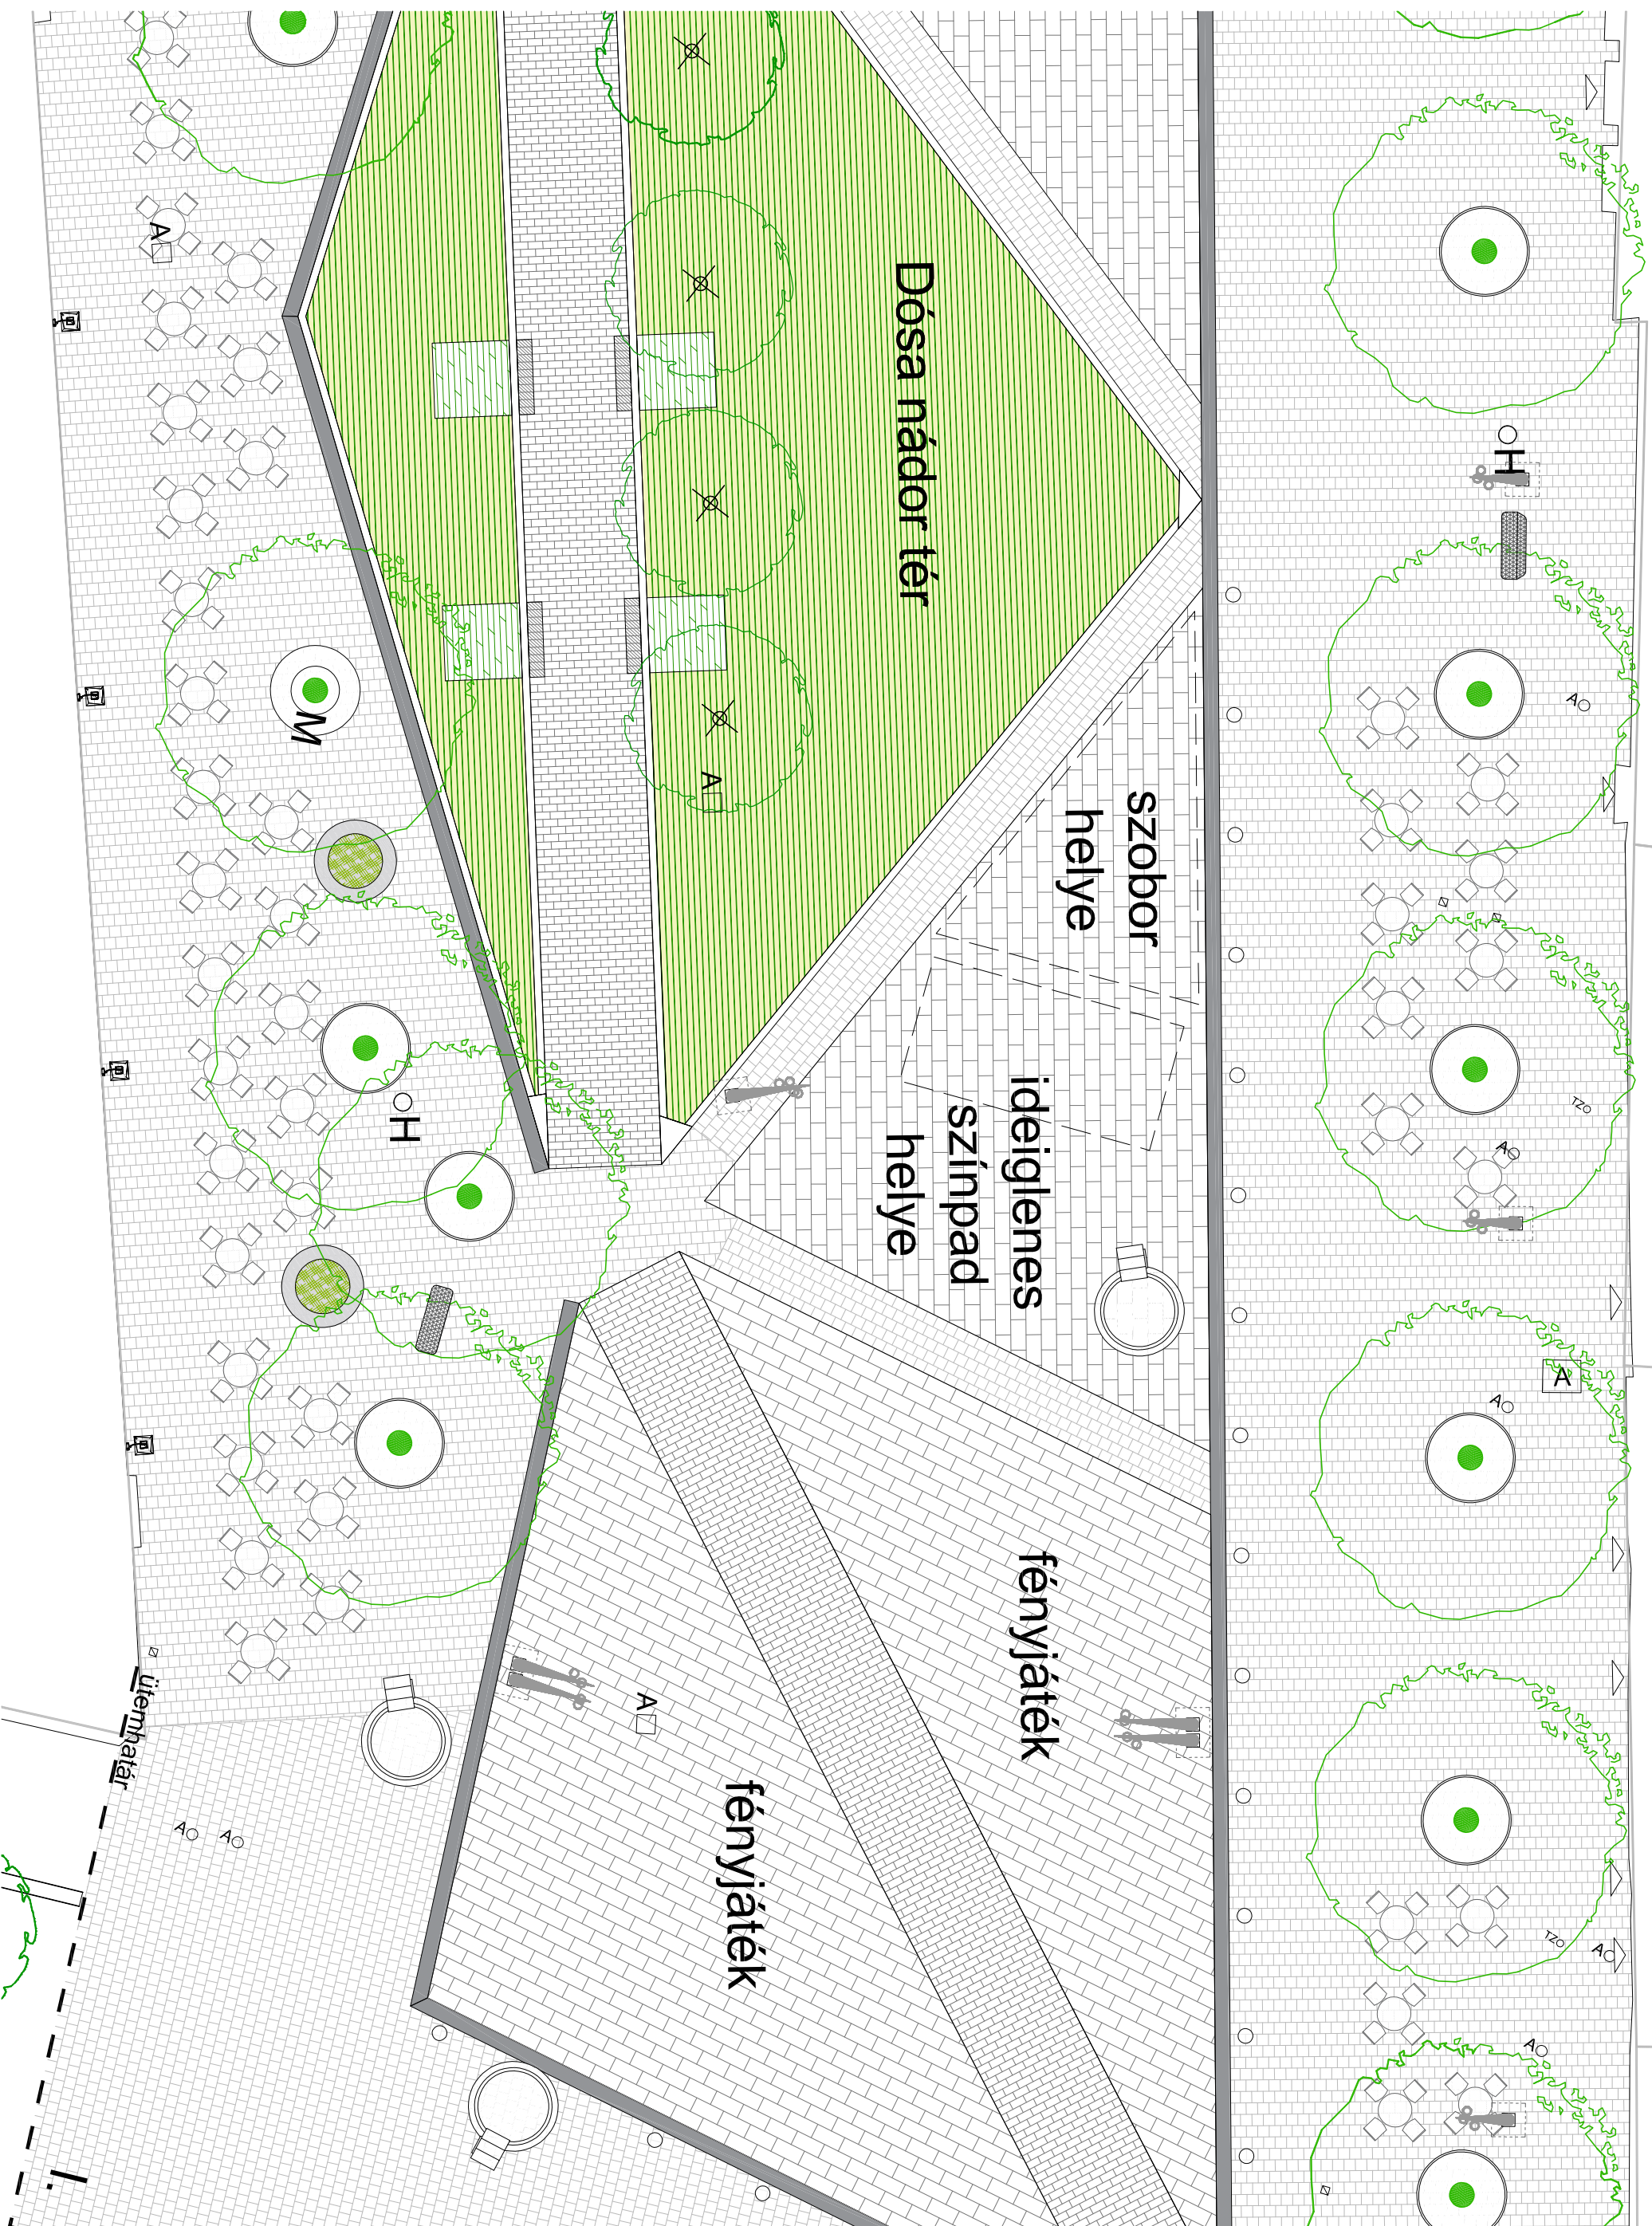 Dósa nádor tér
szobor
helye
ideiglenes
színpad
helye
fényjáték
fényjáték
ütemhatár
I.
H
H
M
A
A
A
A
A
A
A
A
A
A
A
A
TZ
TZ